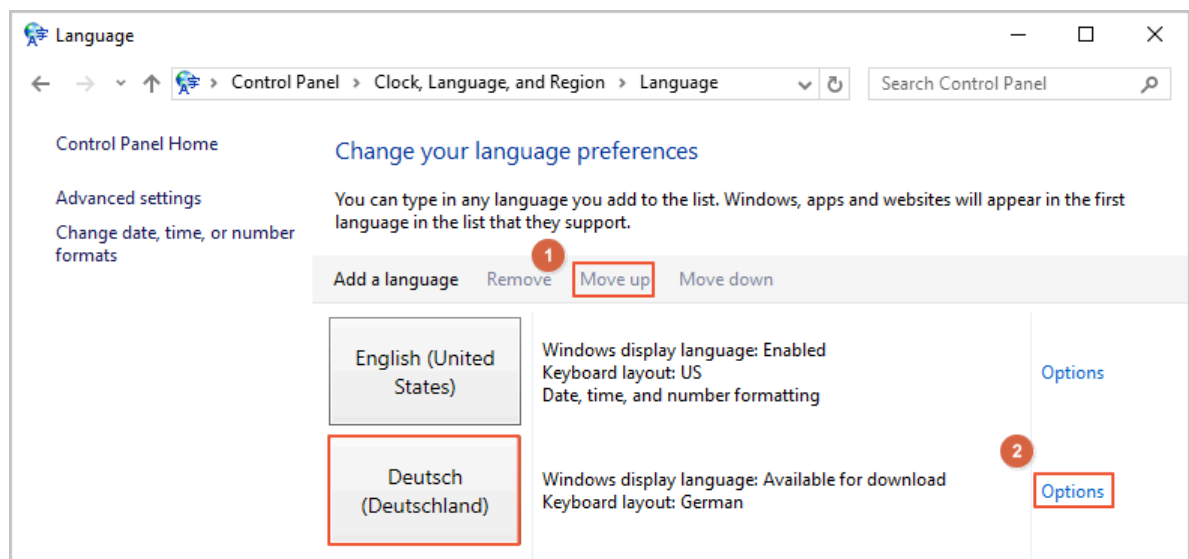 Language
Control Panel > Clock, Language, and Region > Language
Search Control Panel
Control Panel Home
Advanced settings
Change date, time, or number
formats
Change your language preferences
You can type in any language you add to the list. Windows, apps and websites will appear in the first
language in the list that they support.
1
Add a language Remove Move up Move down
English (United
States)
Windows display language: Enabled
Keyboard layout: US
Date, time, and number formatting
Options
2
Deutsch
(Deutschland)
Windows display language: Available for download
Keyboard layout: German
Options